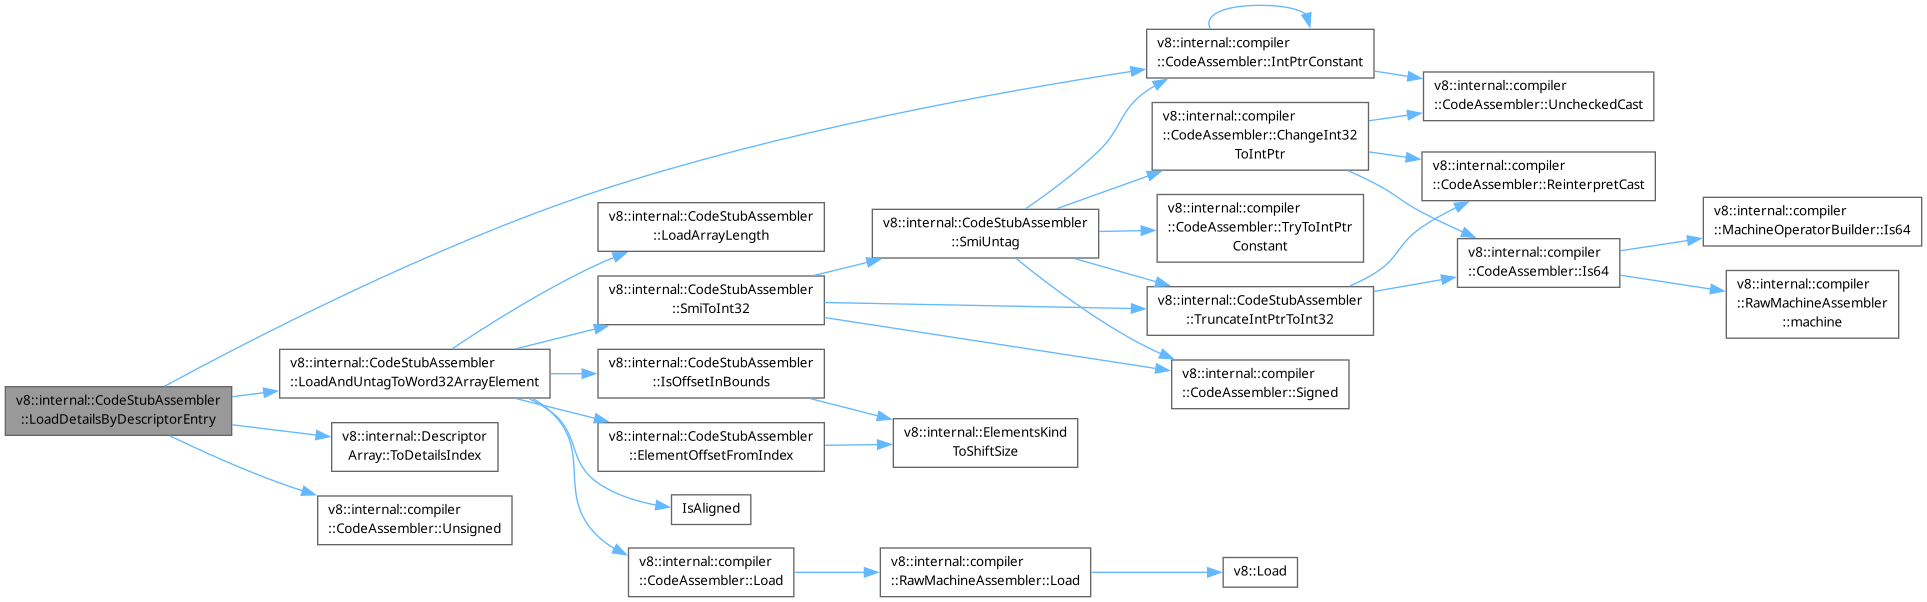 v8::internal::CodeStubAssembler
::LoadDetailsByDescriptorEntry
v8::internal::CodeStubAssembler
::LoadAndUntagToWord32ArrayElement
v8::internal::Descriptor
Array::ToDetailsIndex
v8::internal::compiler
::CodeAssembler::Unsigned
v8::internal::CodeStubAssembler
::LoadArrayLength
v8::internal::CodeStubAssembler
::SmiToInt32
v8::internal::CodeStubAssembler
::IsOffsetInBounds
v8::internal::CodeStubAssembler
::ElementOffsetFromIndex
IsAligned
v8::internal::compiler
::CodeAssembler::Load
v8::internal::CodeStubAssembler
::SmiUntag
v8::internal::ElementsKind
ToShiftSize
v8::internal::compiler
::RawMachineAssembler::Load
v8::internal::compiler
::CodeAssembler::IntPtrConstant
v8::internal::compiler
::CodeAssembler::ChangeInt32
ToIntPtr
v8::internal::compiler
::CodeAssembler::TryToIntPtr
Constant
v8::internal::CodeStubAssembler
::TruncateIntPtrToInt32
v8::internal::compiler
::CodeAssembler::Signed
v8::Load
v8::internal::compiler
::CodeAssembler::UncheckedCast
v8::internal::compiler
::CodeAssembler::ReinterpretCast
v8::internal::compiler
::CodeAssembler::Is64
v8::internal::compiler
::MachineOperatorBuilder::Is64
v8::internal::compiler
::RawMachineAssembler
::machine